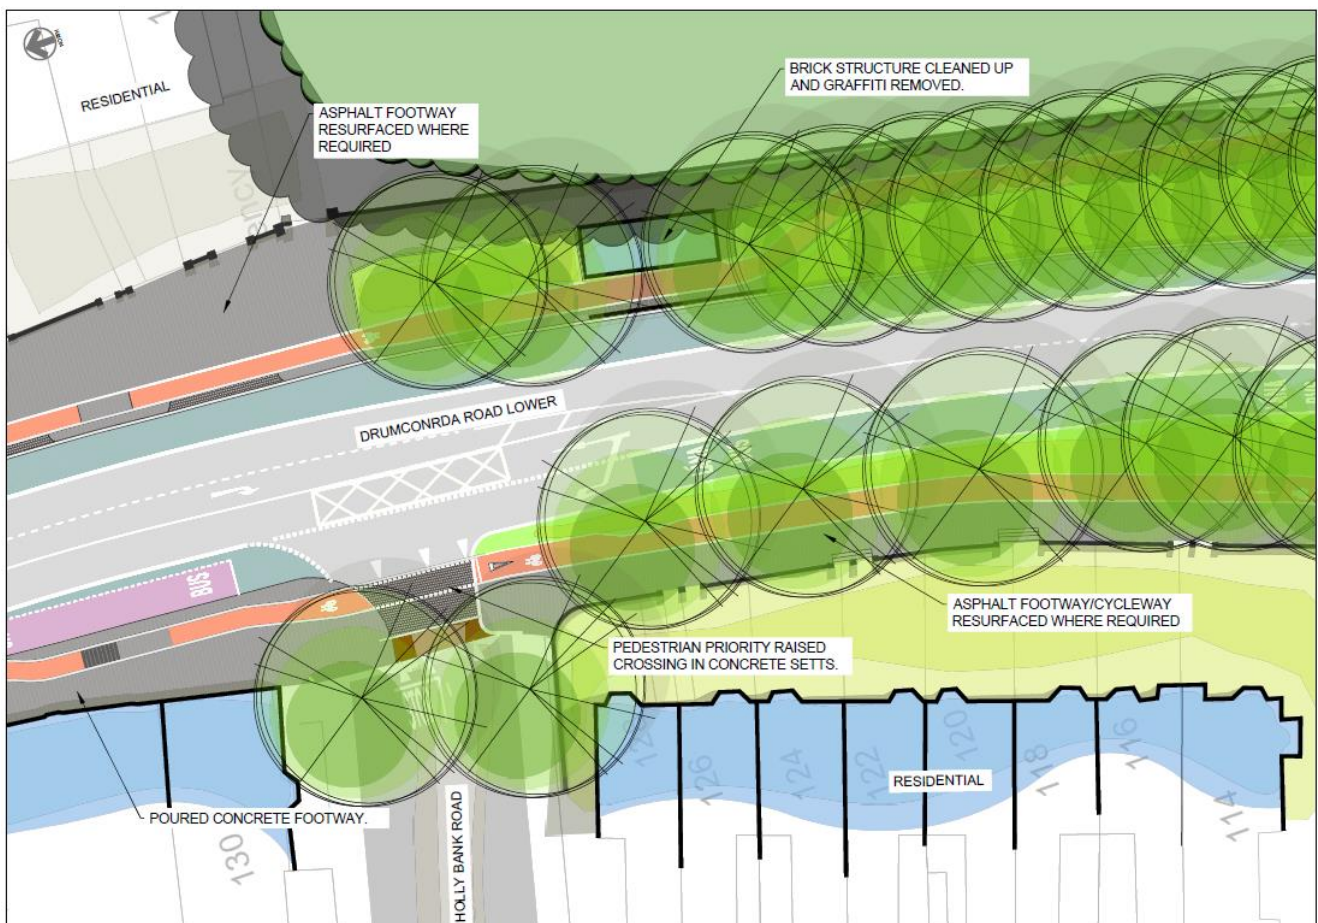 NORTH
RESIDENTIAL
ASPHALT FOOTWAY
RESURFACED WHERE
REQUIRED
BRICK STRUCTURE CLEANED UP
AND GRAFFITI REMOVED.
DRUMCONRDA ROAD LOWER
BUS
BUS
ASPHALT FOOTWAY/CYCLEWAY
RESURFACED WHERE REQUIRED
PEDESTRIAN PRIORITY RAISED
CROSSING IN CONCRETE SETTS.
RESIDENTIAL
126
124
122
120
118
116
114
POURED CONCRETE FOOTWAY.
130
HOLLY BANK ROAD